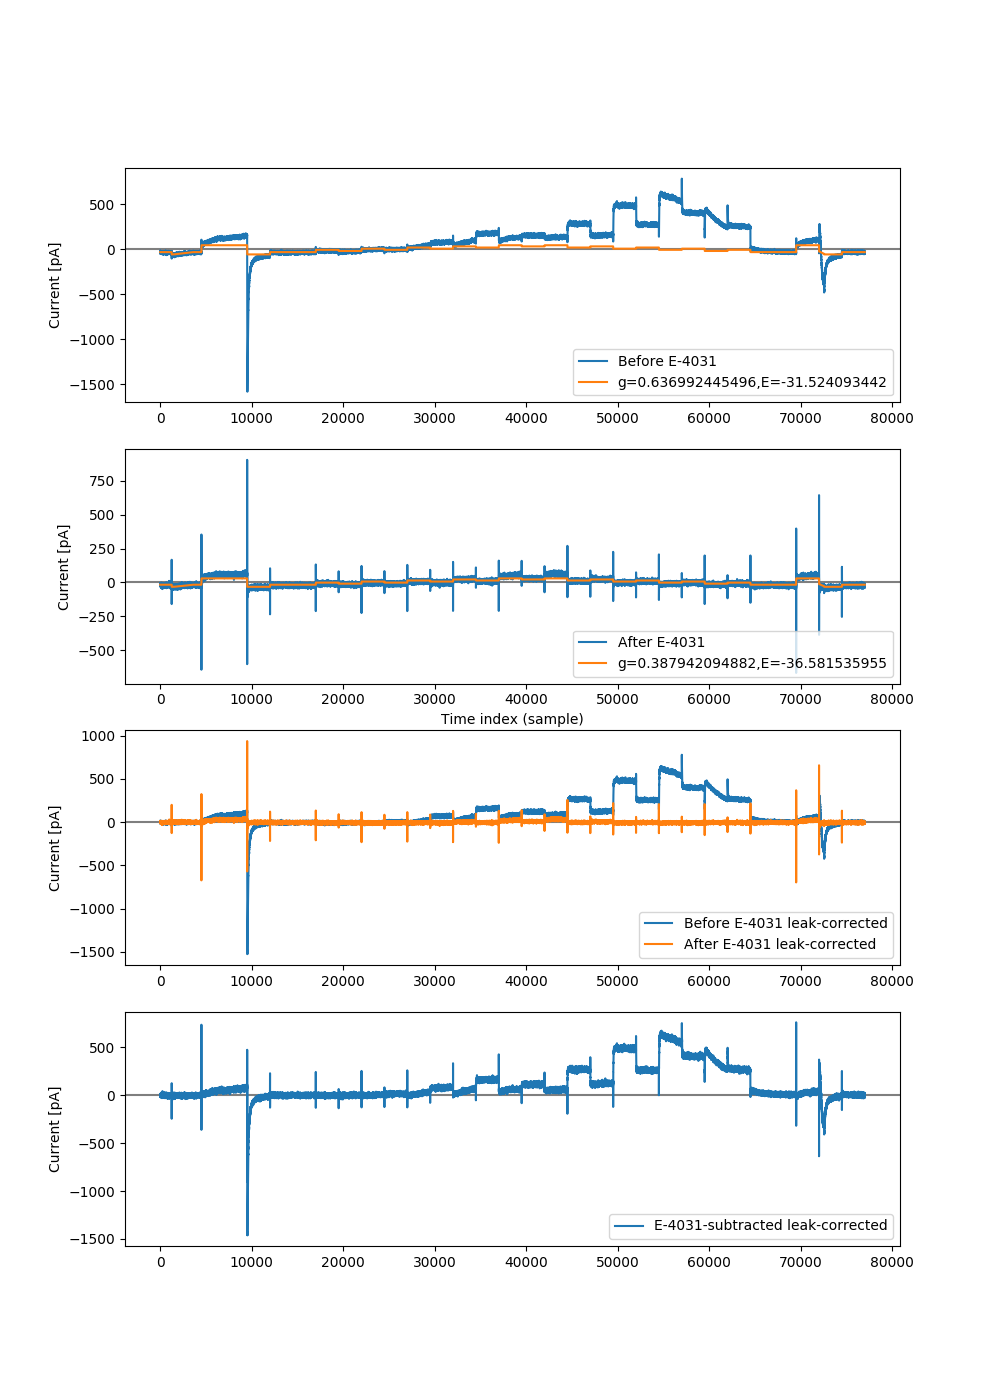 500
0
−500
−1000
−1500
Current [pA]
Before E-4031
g=0.636992445496,E=-31.524093442
0 10000 20000 30000 40000 50000 60000 70000 80000
750
500
250
0
−250
−500
Current [pA]
After E-4031
g=0.387942094882,E=-36.581535955
0 10000 20000 30000 40000 50000 60000 70000 80000
Time index (sample)
1000
500
0
−500
−1000
−1500
Current [pA]
Before E-4031 leak-corrected
After E-4031 leak-corrected
0 10000 20000 30000 40000 50000 60000 70000 80000
500
0
−500
−1000
−1500
Current [pA]
E-4031-subtracted leak-corrected
0 10000 20000 30000 40000 50000 60000 70000 80000